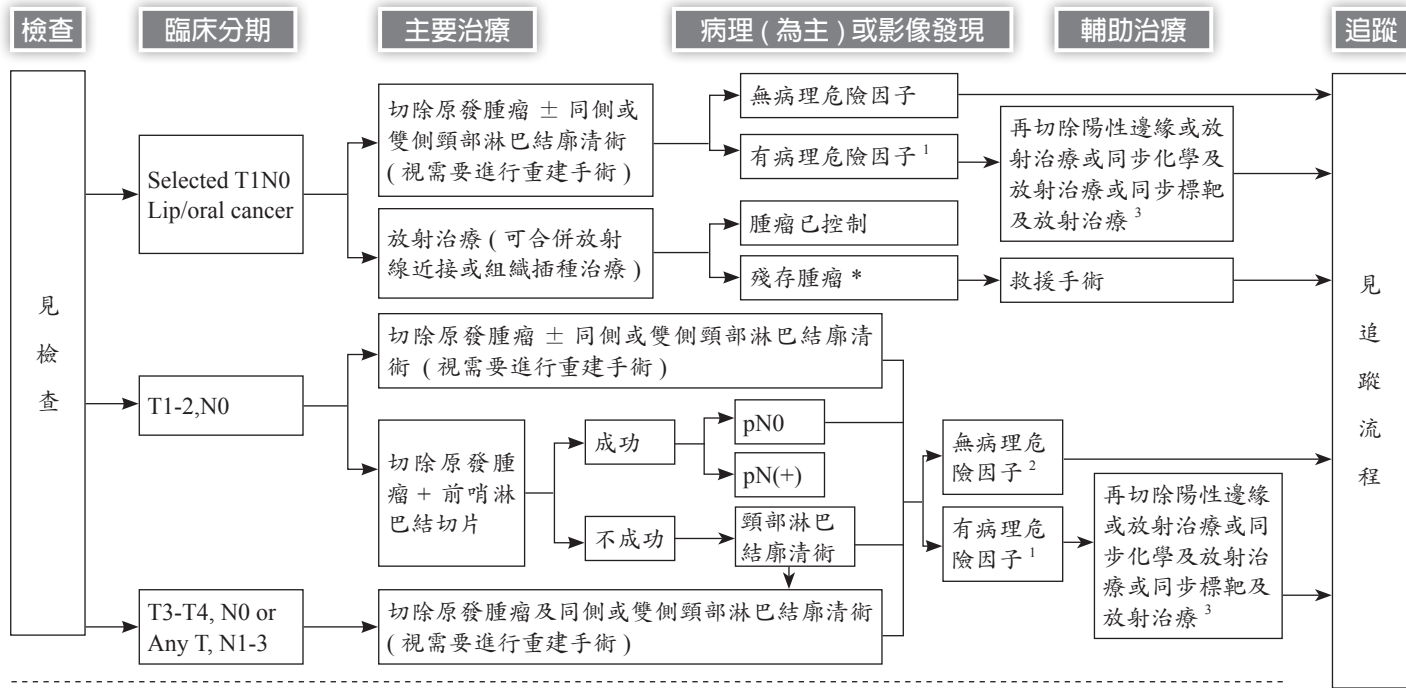 檢查
臨床分期
主要治療
病理 ( 為主 ) 或影像發現
輔助治療
追蹤
見
檢
查
Selected T1N0
Lip/oral cancer
切除原發腫瘤 ± 同側或
雙側頸部淋巴結廓清術
( 視需要進行重建手術 )
無病理危險因子
有病理危險因子 1
再切除陽性邊緣或放
射治療或同步化學及
放射治療或同步標靶
及放射治療 3
放射治療 ( 可合併放射
線近接或組織插種治療 )
腫瘤已控制
殘存腫瘤 *
救援手術
T1-2,N0
切除原發腫瘤 ± 同側或雙側頸部淋巴結廓清
術 ( 視需要進行重建手術 )
切除原發腫
瘤 + 前哨淋
巴結切片
成功
pN0
pN(+)
不成功
頸部淋巴
結廓清術
無病理危
險因子 2
有病理危
險因子 1
再切除陽性邊緣
或放射治療或同
步化學及放射治
療或同步標靶及
放射治療 3
T3-T4, N0 or
Any T, N1-3
切除原發腫瘤及同側或雙側頸部淋巴結廓清術
( 視需要進行重建手術 )
見
追
蹤
流
程